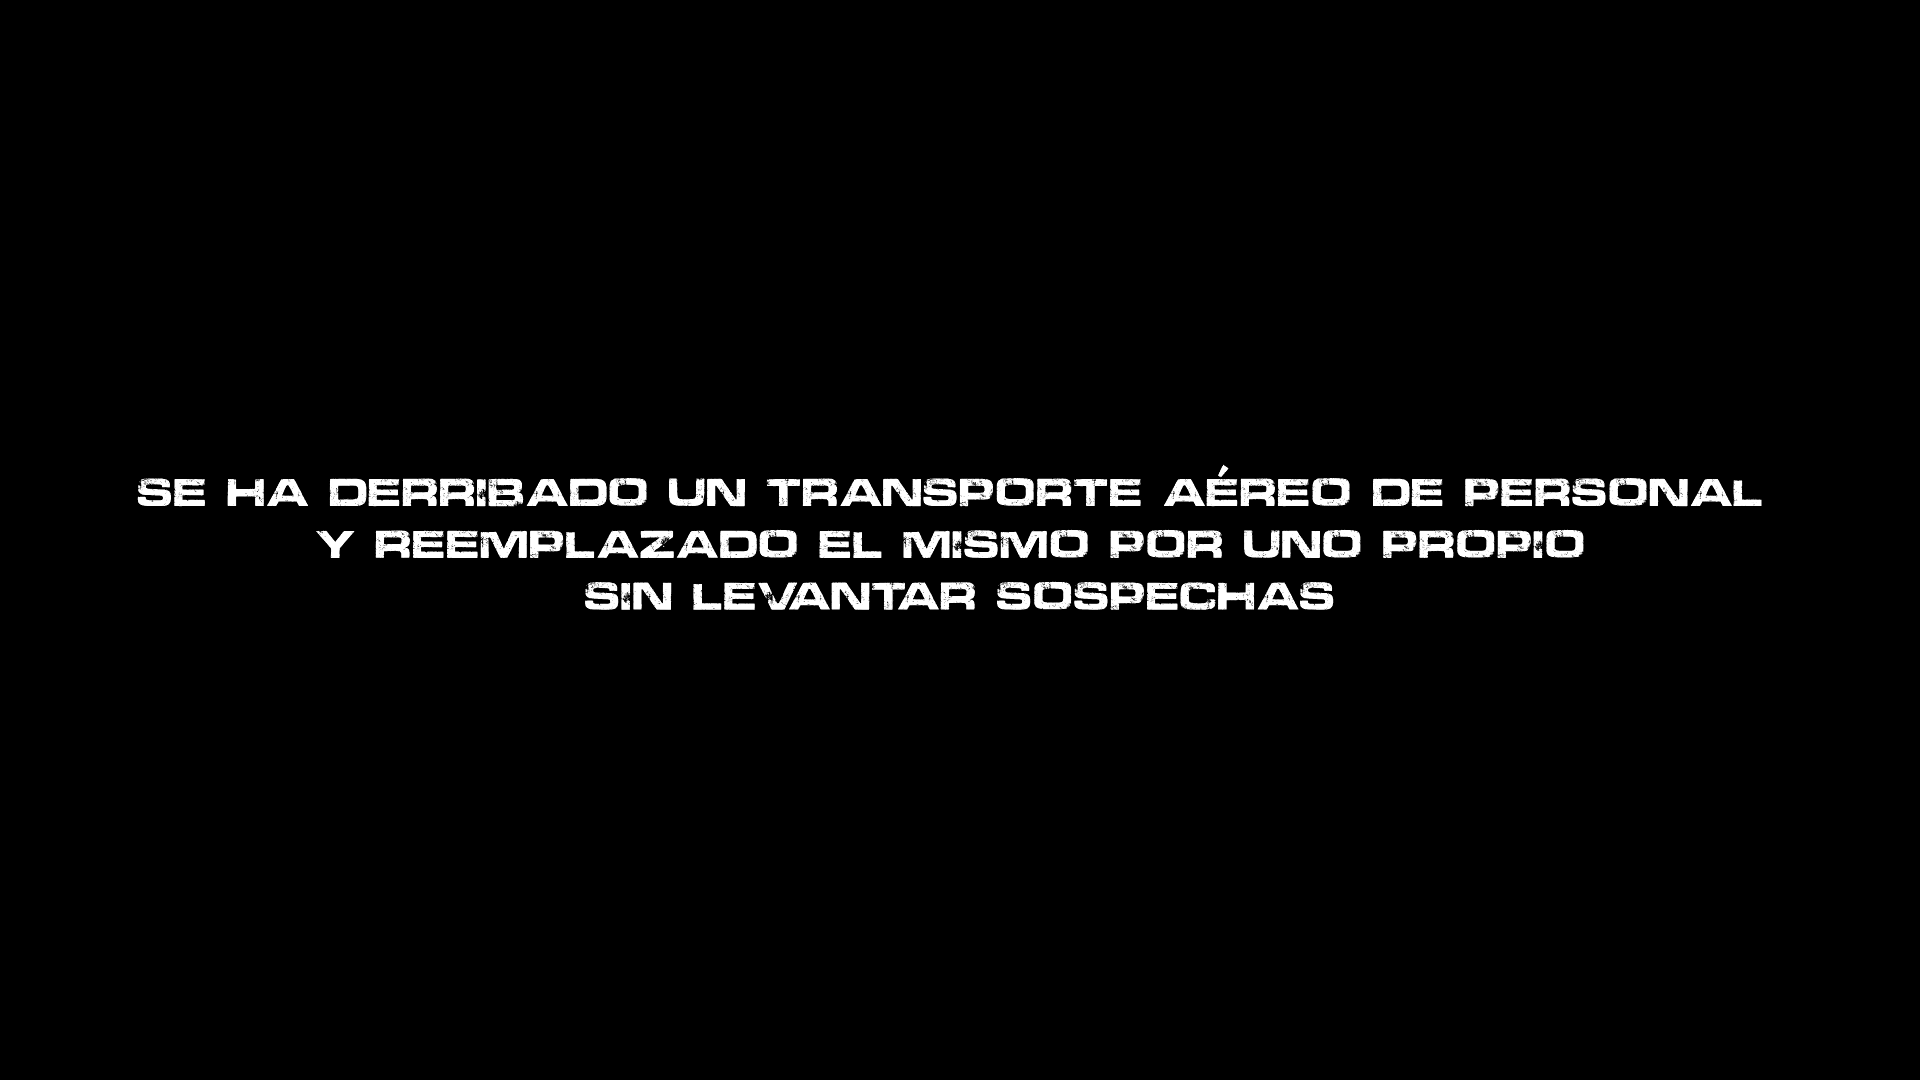 SE HA DERRIBADO UN TRANSPORTE AÉREO DE PERSONAL
Y REEMPLAZADO EL MISMO POR UNO PROPIO
SIN LEVANTAR SOSPECHAS